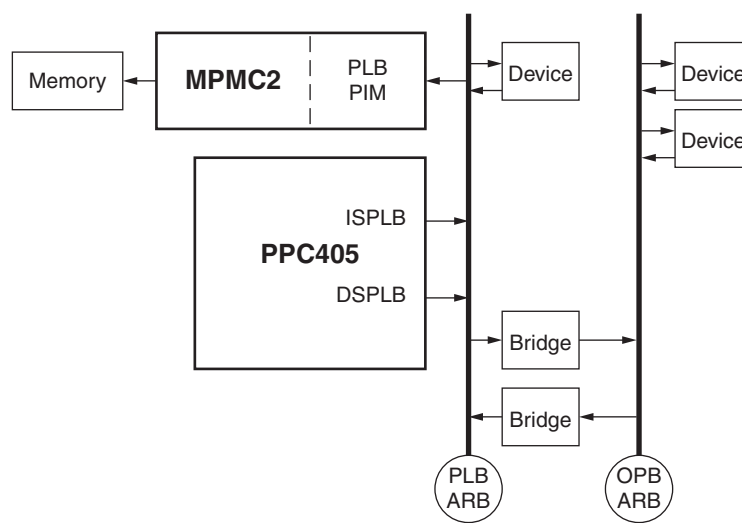 Memory
MPMC2
PLB
PIM
Device
Device
Device
ISPLB
PPC405
DSPLB
Bridge
Bridge
PLB
ARB
OPB
ARB